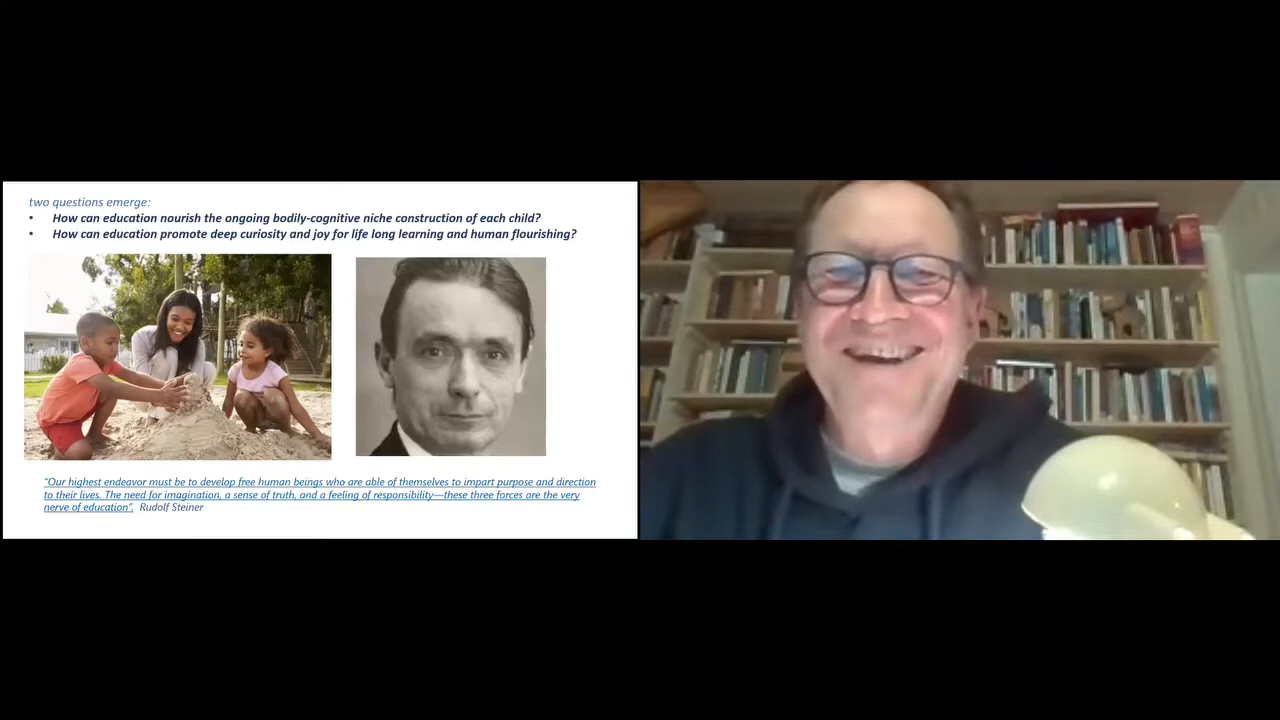 two questions emerge:
• How can education nourish the ongoing bodily-cognitive niche construction of each child?
• How can education promote deep curiosity and joy for life long learning and human flourishing?
“Our highest endeavor must be to develop free human beings who are able of themselves to impart purpose and direction
to their lives. The need for imagination, a sense of truth, and a feeling of responsibility—these three forces are the very
nerve of education”. Rudolf Steiner